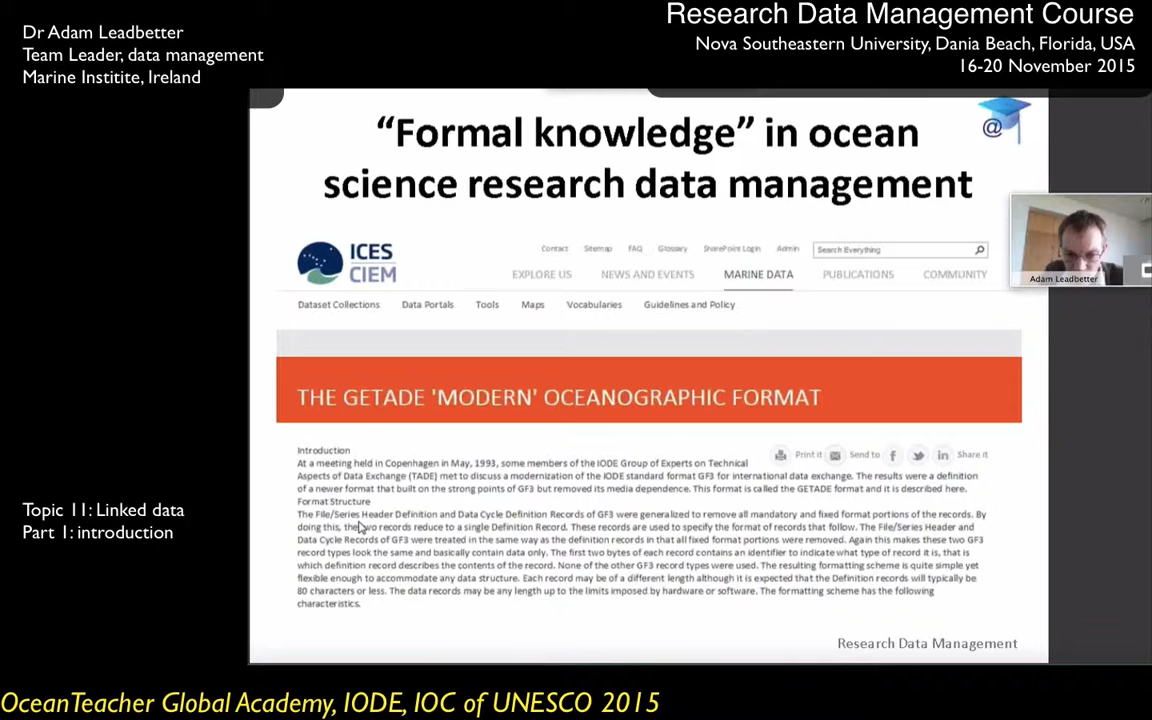 Dr Adam Leadbetter
Team Leader, data management
Marine Institite, Ireland
Research Data Management Course
Nova Southeastern University, Dania Beach, Florida, USA
16-20 November 2015
“Formal knowledge” in ocean
science research data management
@
ICES
CIEM
Contact Sitemap FAQ Glossary SharePoint Login Admin
Search Everything
EXPLORE US NEWS AND EVENTS MARINE DATA PUBLICATIONS COMMUNITY
Dataset Collections Data Portals Tools Maps Vocabularies Guidelines and Policy
Adam Leadbetter
THE GETADE 'MODERN' OCEANOGRAPHIC FORMAT
Print it Send to f in Share it
Introduction
At a meeting held in Copenhagen in May, 1993, some members of the IODE Group of Experts on Technical
Aspects of Data Exchange (TADE) met to discuss a modernization of the IODE standard GF3 for international data exchange. The results were a definition
of a newer format that built on the strong points of GF3 but removed its media dependence. This format is called the GETADE format and it is described here.
Format Structure
The File/Series Header Definition and Data Cycle Definition Records of GF3 were generalized to remove all mandatory and fixed format portions of the records. By
doing this, the two records reduce to a single Definition Record. These records are used to specify the format of records that follow. The File/Series Header and
Data Cycle Records of GF3 were treated in the same way as the definition records in that all fixed format portions were removed. Again this makes these two GF3
record types look the same and basically contain data only. The first two bytes of each record contains an identifier to indicate what type of record it is, that is
which definition record describes the contents of the record. None of the other GF3 record types were used. The resulting formatting scheme is quite simple yet
flexible enough to accommodate any data structure. Each record may be of a different length although it is expected that the Definition records will typically be
80 characters or less. The data records may be any length up to the limits imposed by hardware or software. The formatting scheme has the following
characteristics.
Topic 11: Linked data
Part 1: introduction
Research Data Management
OceanTeacher Global Academy, IODE, IOC of UNESCO 2015